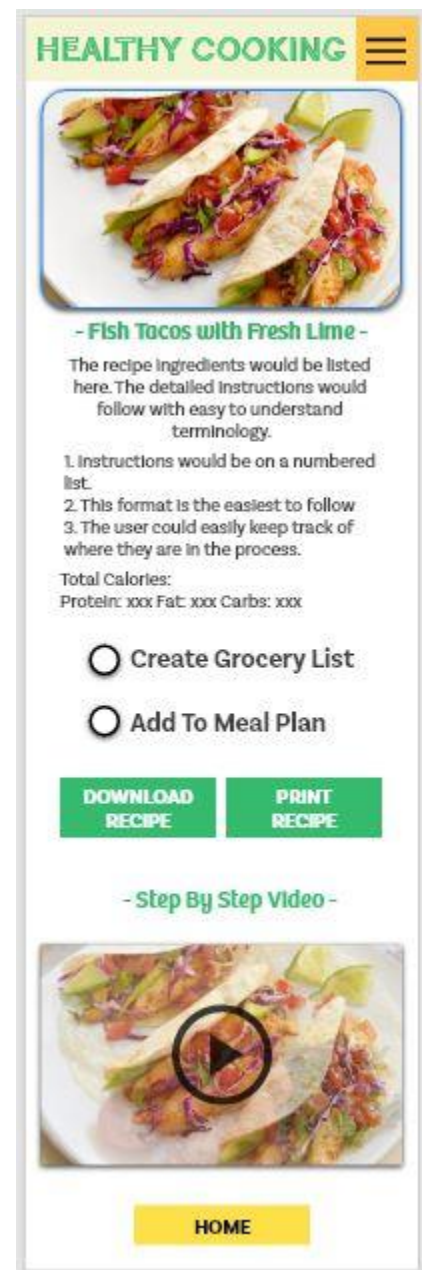 HEALTHY COOKING
- Fish Tacos with Fresh Lime -
The recipe ingredients would be listed
here. The detailed instructions would
follow with easy to understand
terminology.
1. Instructions would be on a numbered
list.
2. This format is the easiest to follow
3. The user could easily keep track of
where they are in the process.
Total Calories:
Protein: xxx Fat: xxx Carbs: xxx
Create Grocery List
Add To Meal Plan
DOWNLOAD
RECIPE
PRINT
RECIPE
- Step By Step Video -
HOME